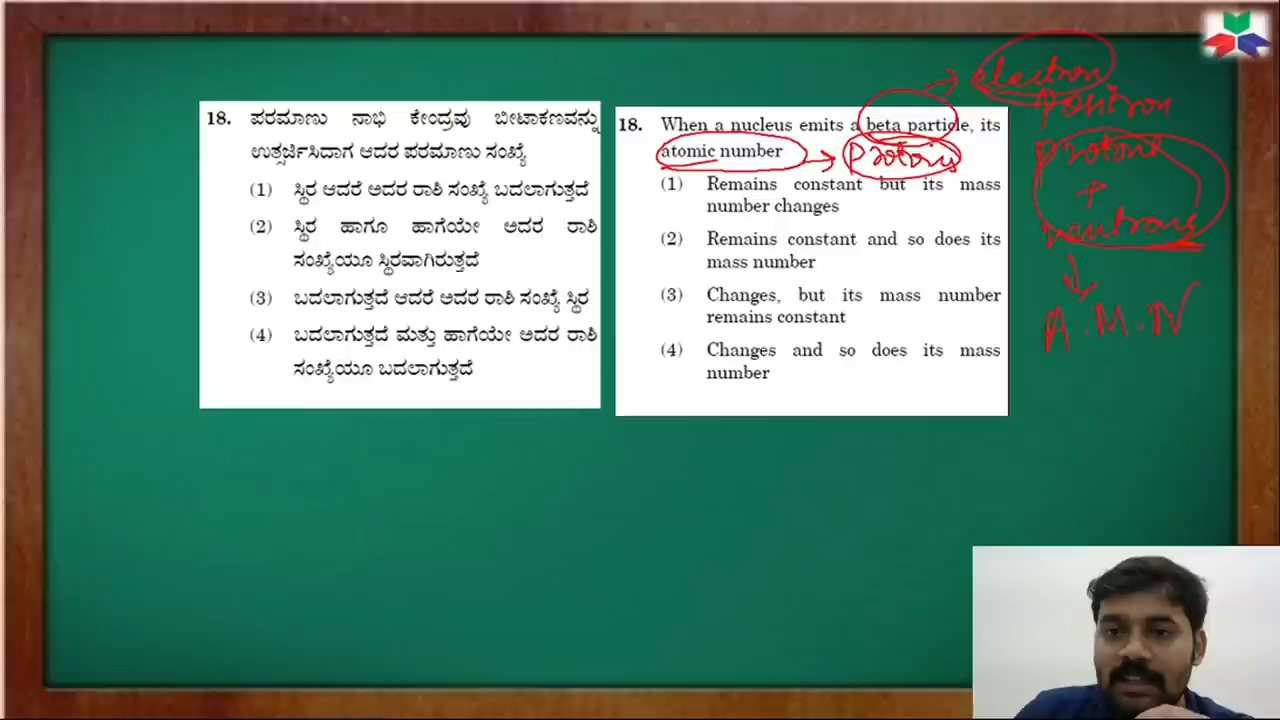 18. ಪರಮಾಣು ನಾಭಿ ಕೇಂದ್ರವು ಬೀಟಾಕಣವನ್ನು
ಉತ್ಸರ್ಜಿಸಿದಾಗ ಆದರ ಪರಮಾಣು ಸಂಖ್ಯೆ
(1) ಸ್ಥಿರ ಆದರೆ ಅದರ ರಾಶಿ ಸಂಖ್ಯೆ ಬದಲಾಗುತ್ತದೆ
(2) ಸ್ಥಿರ ಹಾಗೂ ಹಾಗೆಯೇ ಅದರ ರಾಶಿ
ಸಂಖ್ಯೆಯೂ ಸ್ಥಿರವಾಗಿರುತ್ತದೆ
(3) ಬದಲಾಗುತ್ತದೆ ಆದರೆ ಅದರ ರಾಶಿ ಸಂಖ್ಯೆ ಸ್ಥಿರ
(4) ಬದಲಾಗುತ್ತದೆ ಮತ್ತು ಹಾಗೆಯೇ ಅದರ ರಾಶಿ
ಸಂಖ್ಯೆಯೂ ಬದಲಾಗುತ್ತದೆ
18. When a nucleus emits a beta particle, its
atomic number
(1) Remains constant but its mass
number changes
(2) Remains constant and so does its
mass number
(3) Changes, but its mass number
remains constant
(4) Changes and so does its mass
number
protons
electron
positron
protons
+
neutrons
A.M.N